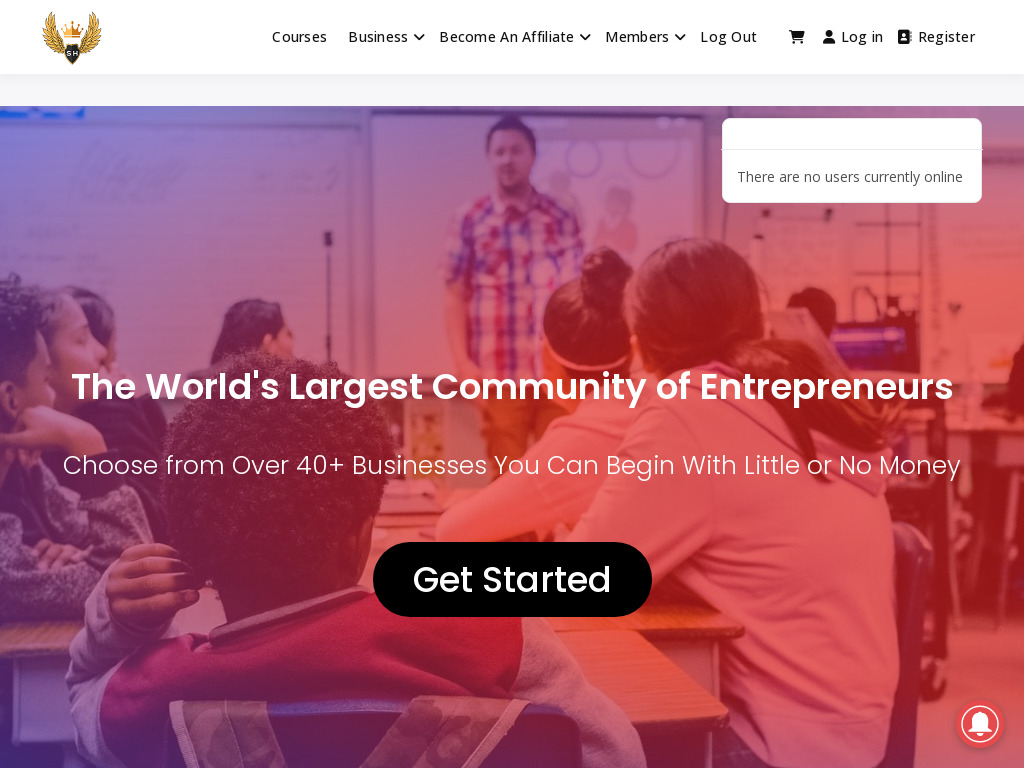 SH
Courses
Business
Become An Affiliate
Members
Log Out
Log in
Register
There are no users currently online
The World's Largest Community of Entrepreneurs
Choose from Over 40+ Businesses You Can Begin With Little or No Money
Get Started